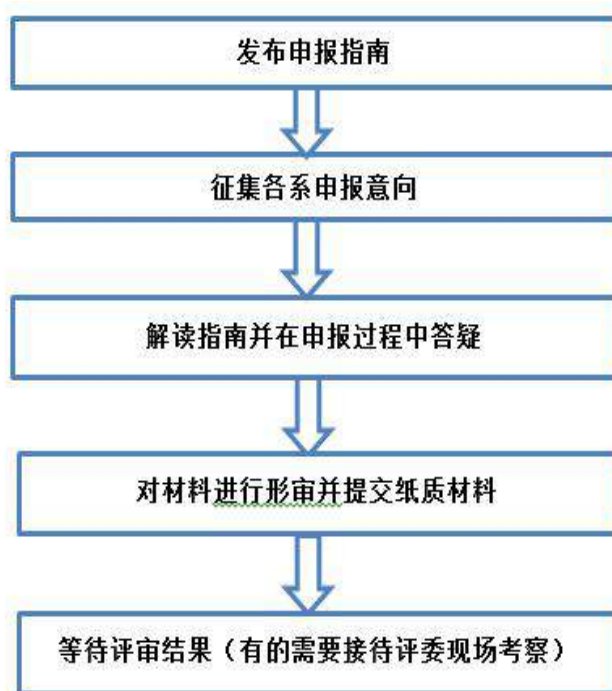 发布申报指南
征集各系申报意向
解读指南并在申报过程中答疑
对材料进行形审并提交纸质材料
等待评审结果（有的需要接待评委现场考察）